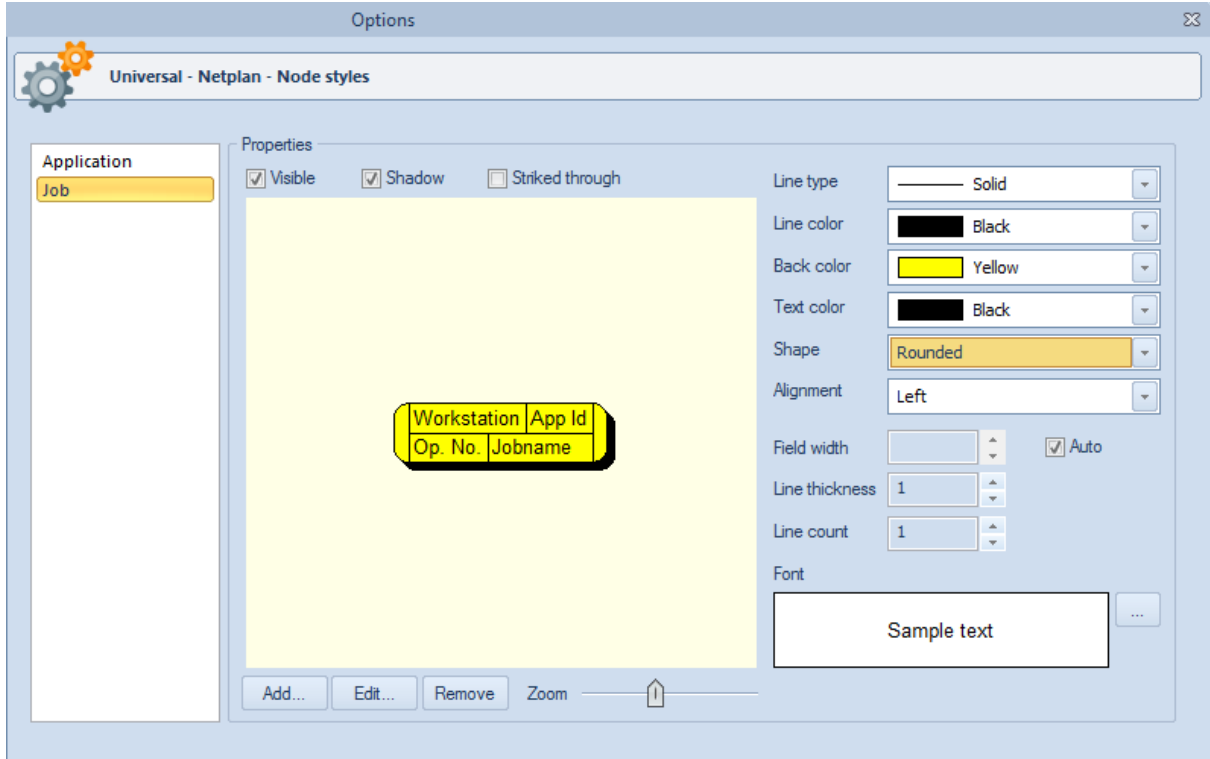 Options
Universal - Netplan - Node styles
Application
Job
Properties
Visible
Shadow
Striked through
Workstation App Id
Op. No. Jobname
Add...
Edit...
Remove
Zoom
Line type Solid
Line color Black
Back color Yellow
Text color Black
Shape Rounded
Alignment Left
Field width Auto
Line thickness 1
Line count 1
Font
Sample text
...